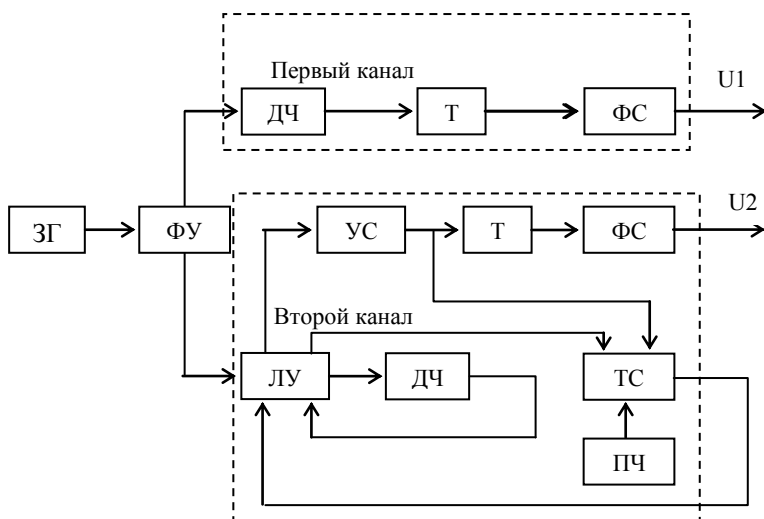 Первый канал
U1
ДЧ
Т
ФС
U2
ЗГ
ФУ
УС
Т
ФС
Второй канал
ЛУ
ДЧ
ТС
ПЧ